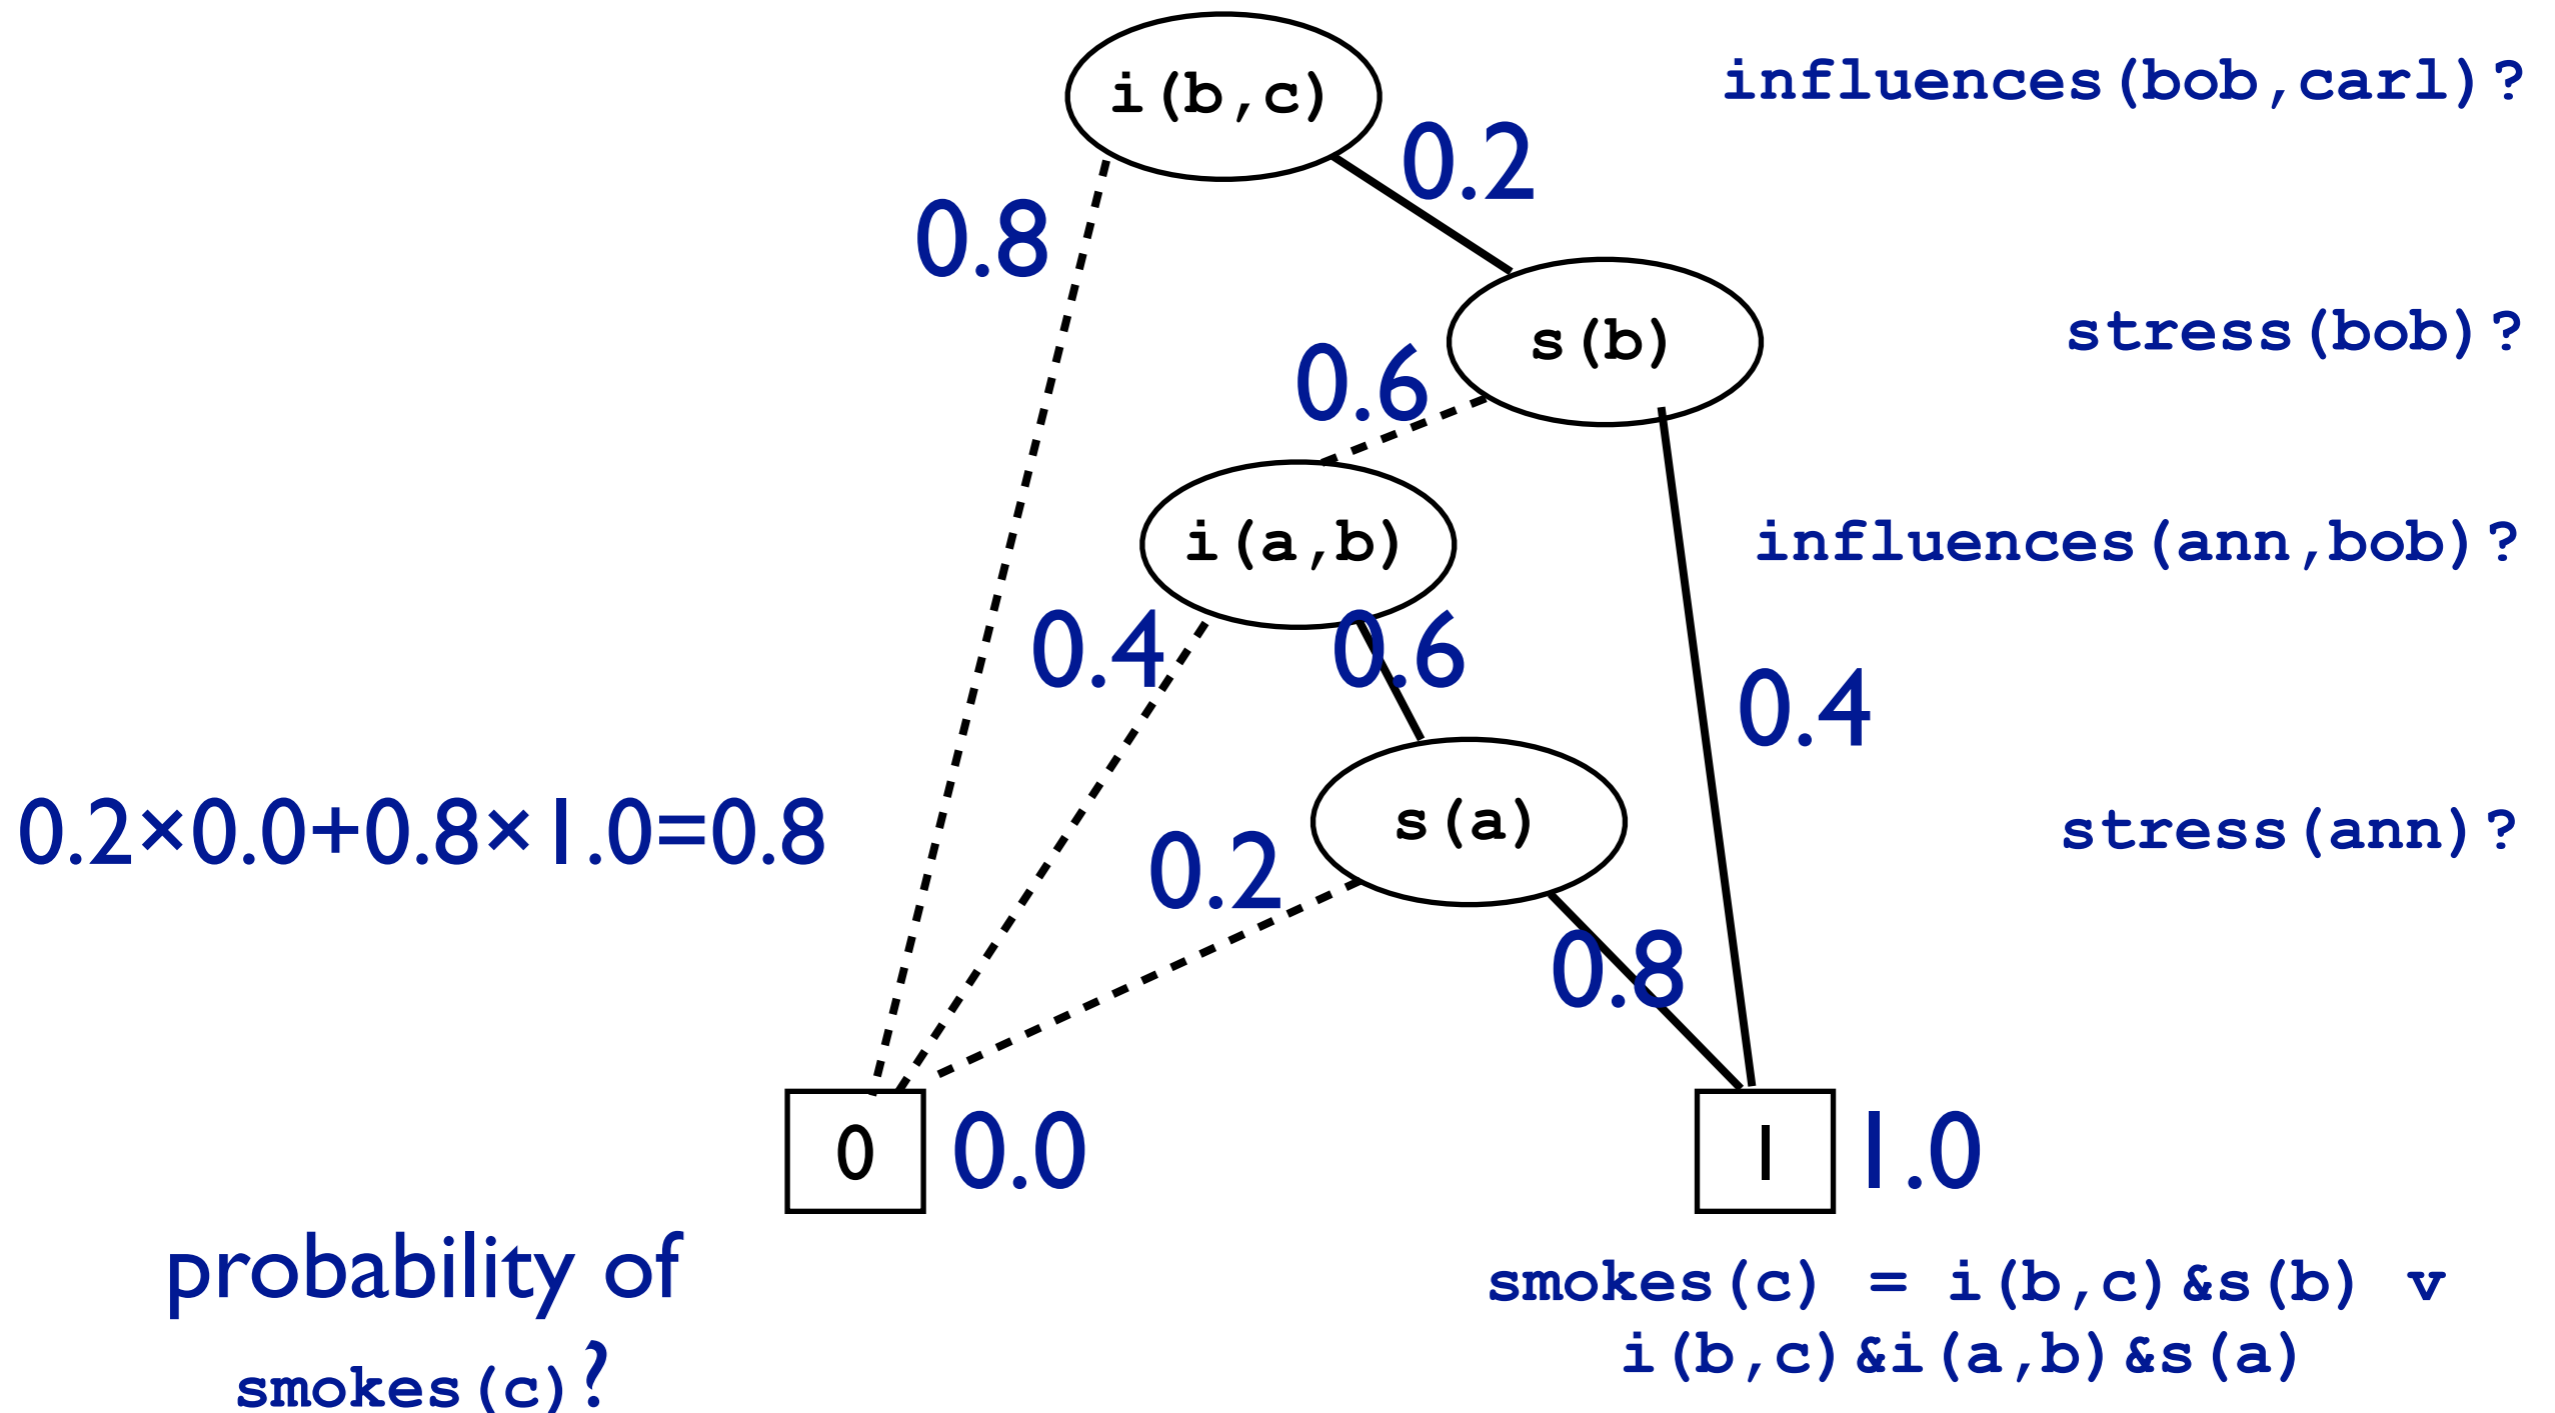 i(b,c)
influences(bob,carl)?
0.2
0.8
s(b)
stress(bob)?
0.6
i(a,b)
influences(ann,bob)?
0.4
0.6
0.4
0.2×0.0+0.8×1.0=0.8
s(a)
stress(ann)?
0.2
0.8
0
0.0
1
1.0
probability of
smokes(c)?
smokes(c) = i(b,c)&s(b) v
i(b,c)&i(a,b)&s(a)